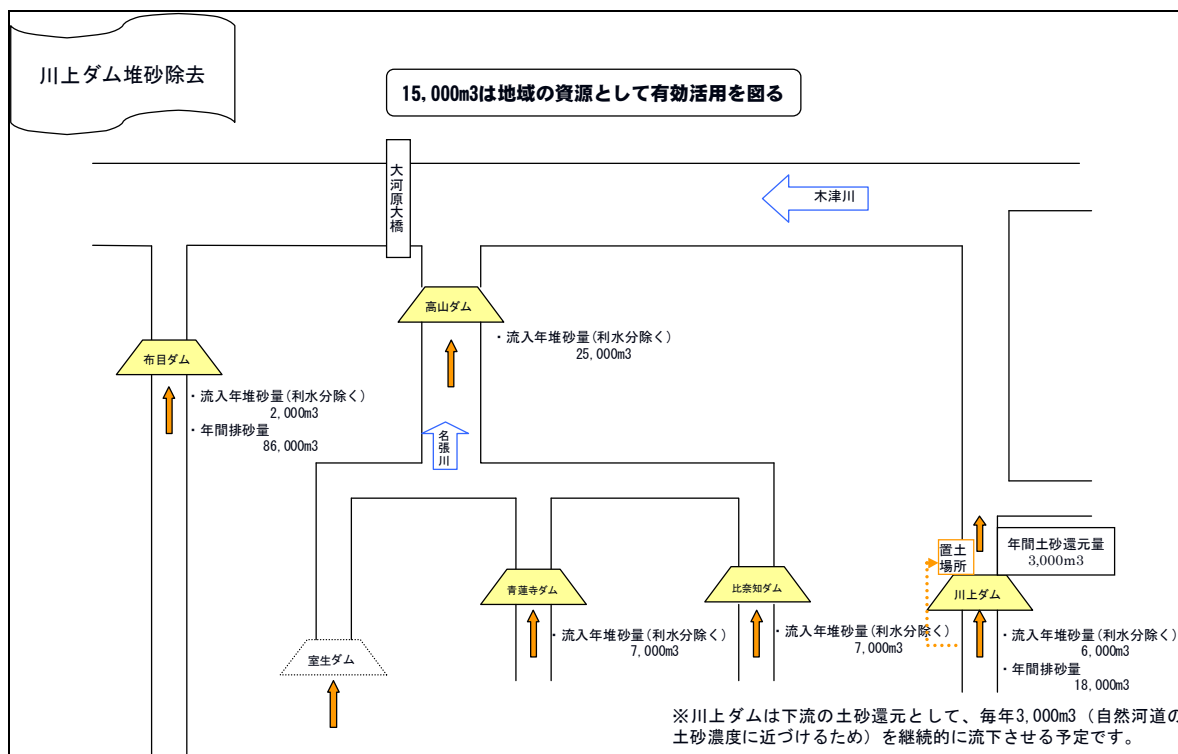 川上ダム堆砂除去
15,000m3は地域の資源として有効活用を図る
大河原大橋
木津川
高山ダム
・流入年堆砂量(利水分除く)
25,000m3
布目ダム
・流入年堆砂量(利水分除く)
2,000m3
・年間排砂量
86,000m3
名張川
置土
場所
年間土砂還元量
3,000m3
青蓮寺ダム
比奈知ダム
川上ダム
・流入年堆砂量(利水分除く)
7,000m3
・流入年堆砂量(利水分除く)
7,000m3
・流入年堆砂量(利水分除く)
6,000m3
・年間排砂量
18,000m3
室生ダム
※川上ダムは下流の土砂還元として、毎年3,000m3（自然河道の
土砂濃度に近づけるため）を継続的に流下させる予定です。